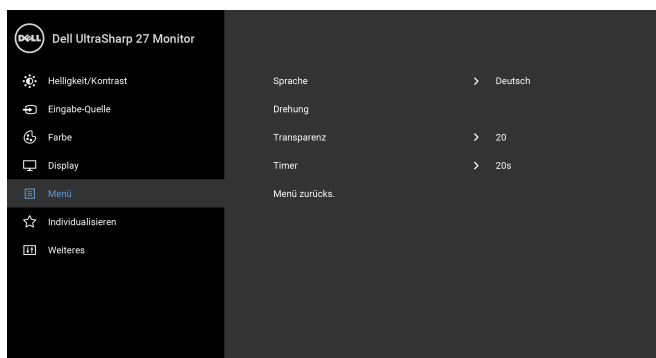 DELL Dell UltraSharp 27 Monitor
Helligkeit/Kontrast
Eingabe-Quelle
Farbe
Display
Menü
Individualisieren
Weiteres
Sprache > Deutsch
Drehung
Transparenz > 20
Timer > 20s
Menü zurücks.